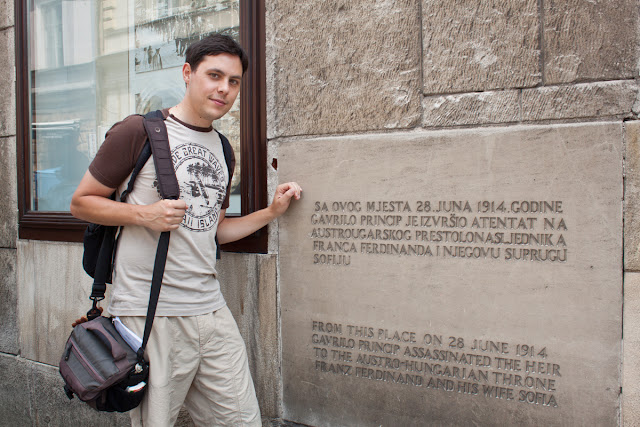 GREAT WAVE
SA OVOG MJESTA 28. JUNA 1914. GODINE
GAVRILO PRINCIP JE IZVRŠIO ATENTAT NA
AUSTROUGARSKOG PRESTOLONASLJEDNIKA
FRANCA FERDINANDA I NJEGOVU SUPRUGU
SOFIJU
FROM THIS PLACE ON 28 JUNE 1914.
GAVRILO PRINCIP ASSASSINATED THE HEIR
TO THE AUSTRO-HUNGARIAN THRONE
FRANZ FERDINAND AND HIS WIFE SOFIA